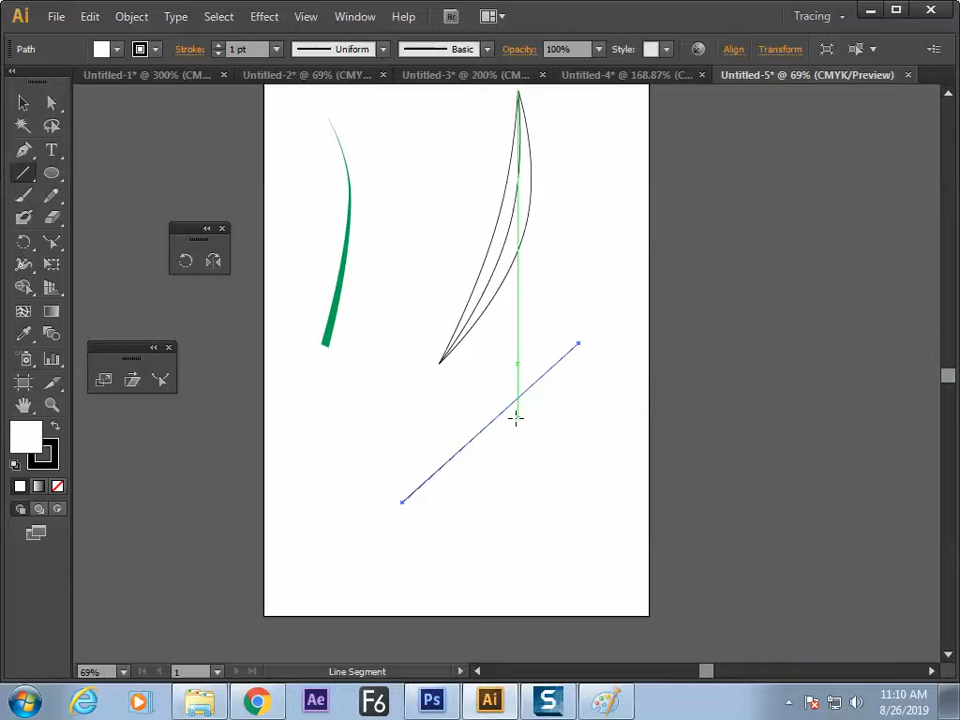 Ai File Edit Object Type Select Effect View Window Help Br Tracing
Path Stroke: 1 pt Uniform Basic Opacity: 100% Style: Align Transform
Untitled-1* @ 300% (CM... Untitled-2* @ 69% (CMY... Untitled-3* @ 200% (CM... Untitled-4* @ 168.87% (C... Untitled-5* @ 69% (CMYK/Preview)
T
69% 1 Line Segment
Ae F6 Ps Ai S 11:10 AM
8/26/2019